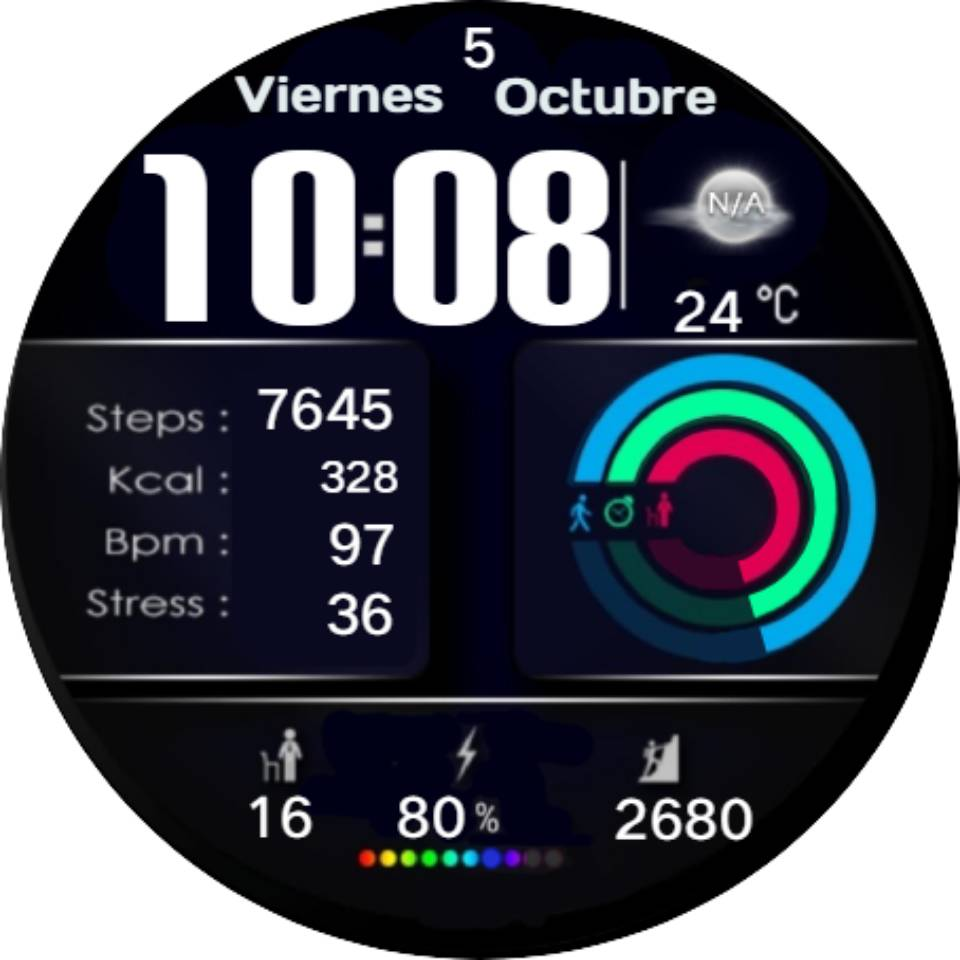 5
Viernes Octubre
10:08
N/A
24 °C
Steps : 7645
Kcal : 328
Bpm : 97
Stress : 36
16 80 % 2680